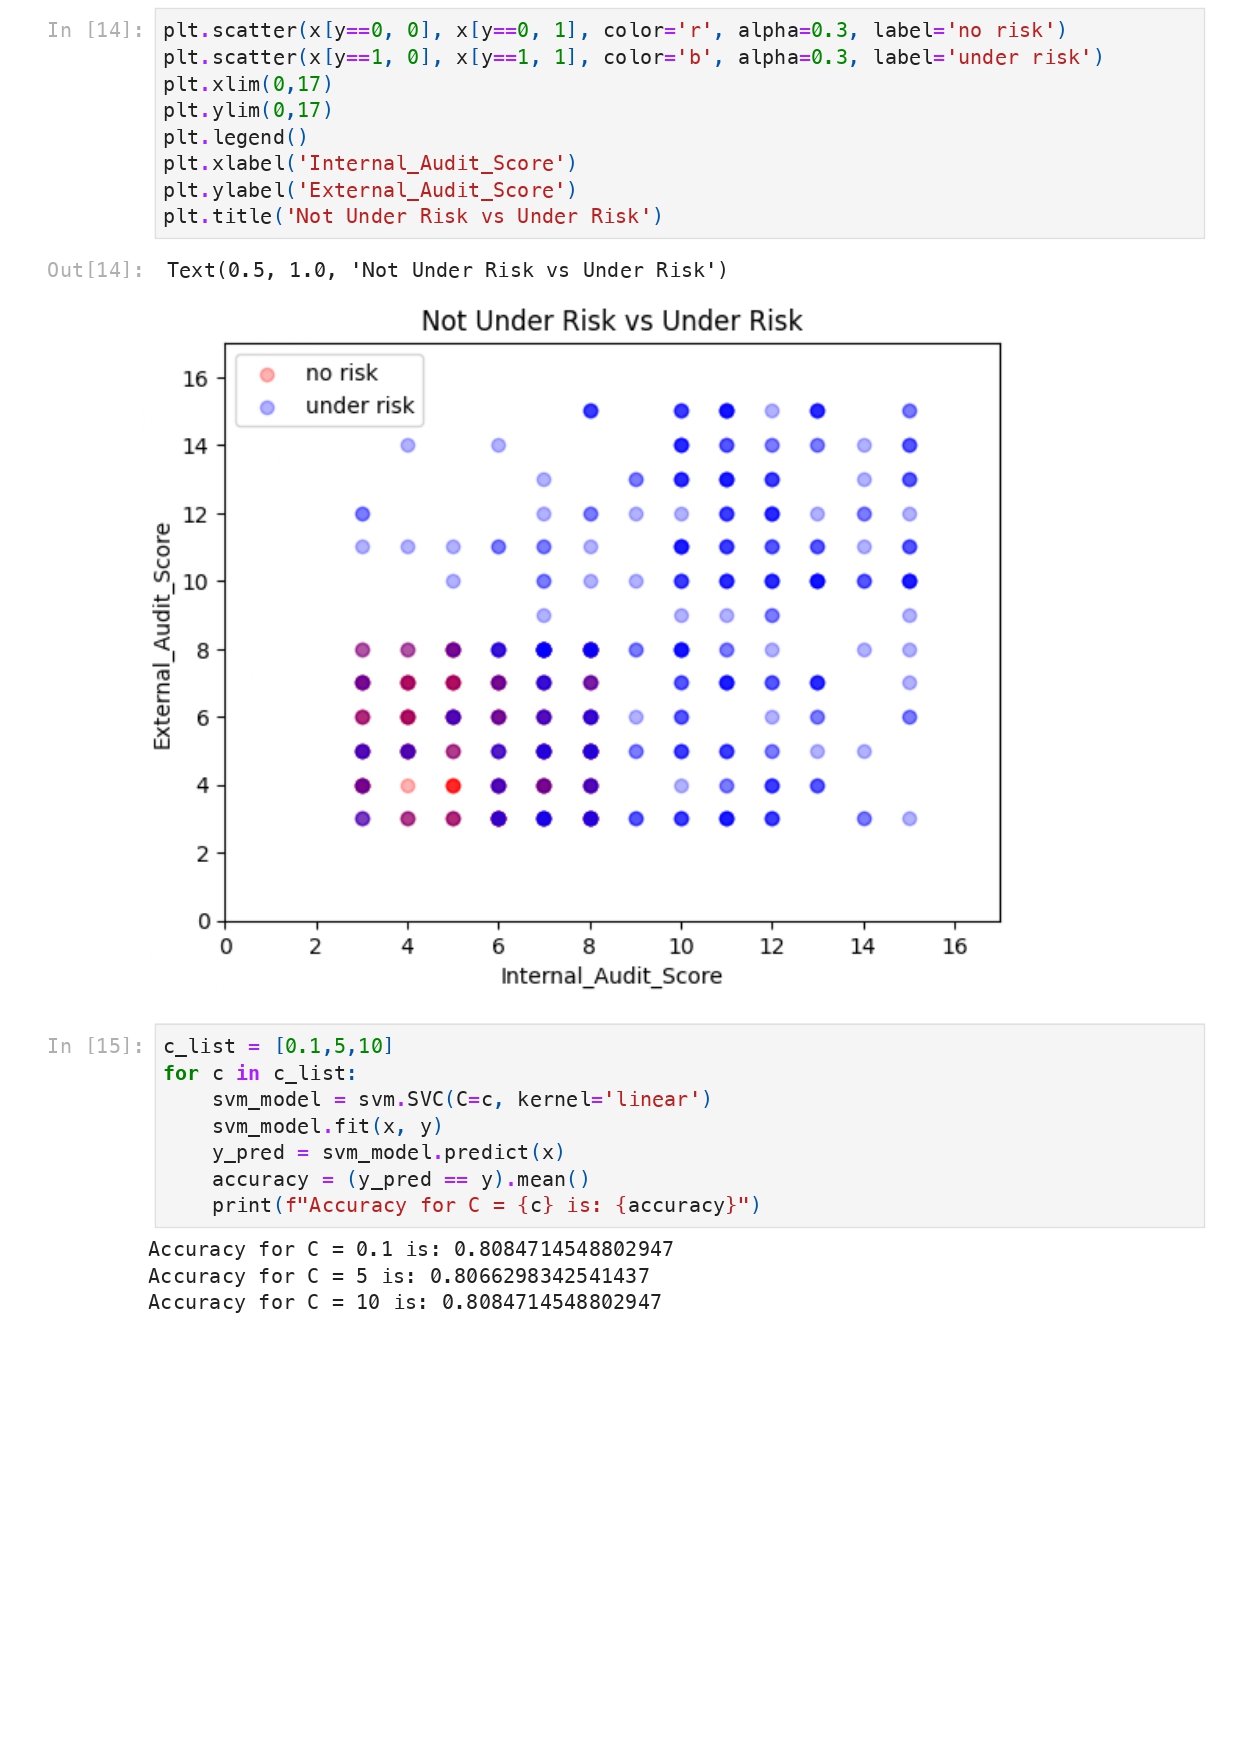 In [14]: plt.scatter(x[y==0, 0], x[y==0, 1], color='r', alpha=0.3, label='no risk')
plt.scatter(x[y==1, 0], x[y==1, 1], color='b', alpha=0.3, label='under risk')
plt.xlim(0,17)
plt.ylim(0,17)
plt.legend()
plt.xlabel('Internal_Audit_Score')
plt.ylabel('External_Audit_Score')
plt.title('Not Under Risk vs Under Risk')
Out[14]: Text(0.5, 1.0, 'Not Under Risk vs Under Risk')
Not Under Risk vs Under Risk
no risk
under risk
External_Audit_Score
16
14
12
10
8
6
4
2
0
0 2 4 6 8 10 12 14 16
Internal_Audit_Score
In [15]: c_list = [0.1,5,10]
for c in c_list:
    svm_model = svm.SVC(C=c, kernel='linear')
    svm_model.fit(x, y)
    y_pred = svm_model.predict(x)
    accuracy = (y_pred == y).mean()
    print(f"Accuracy for C = {c} is: {accuracy}")
Accuracy for C = 0.1 is: 0.8084714548802947
Accuracy for C = 5 is: 0.8066298342541437
Accuracy for C = 10 is: 0.8084714548802947